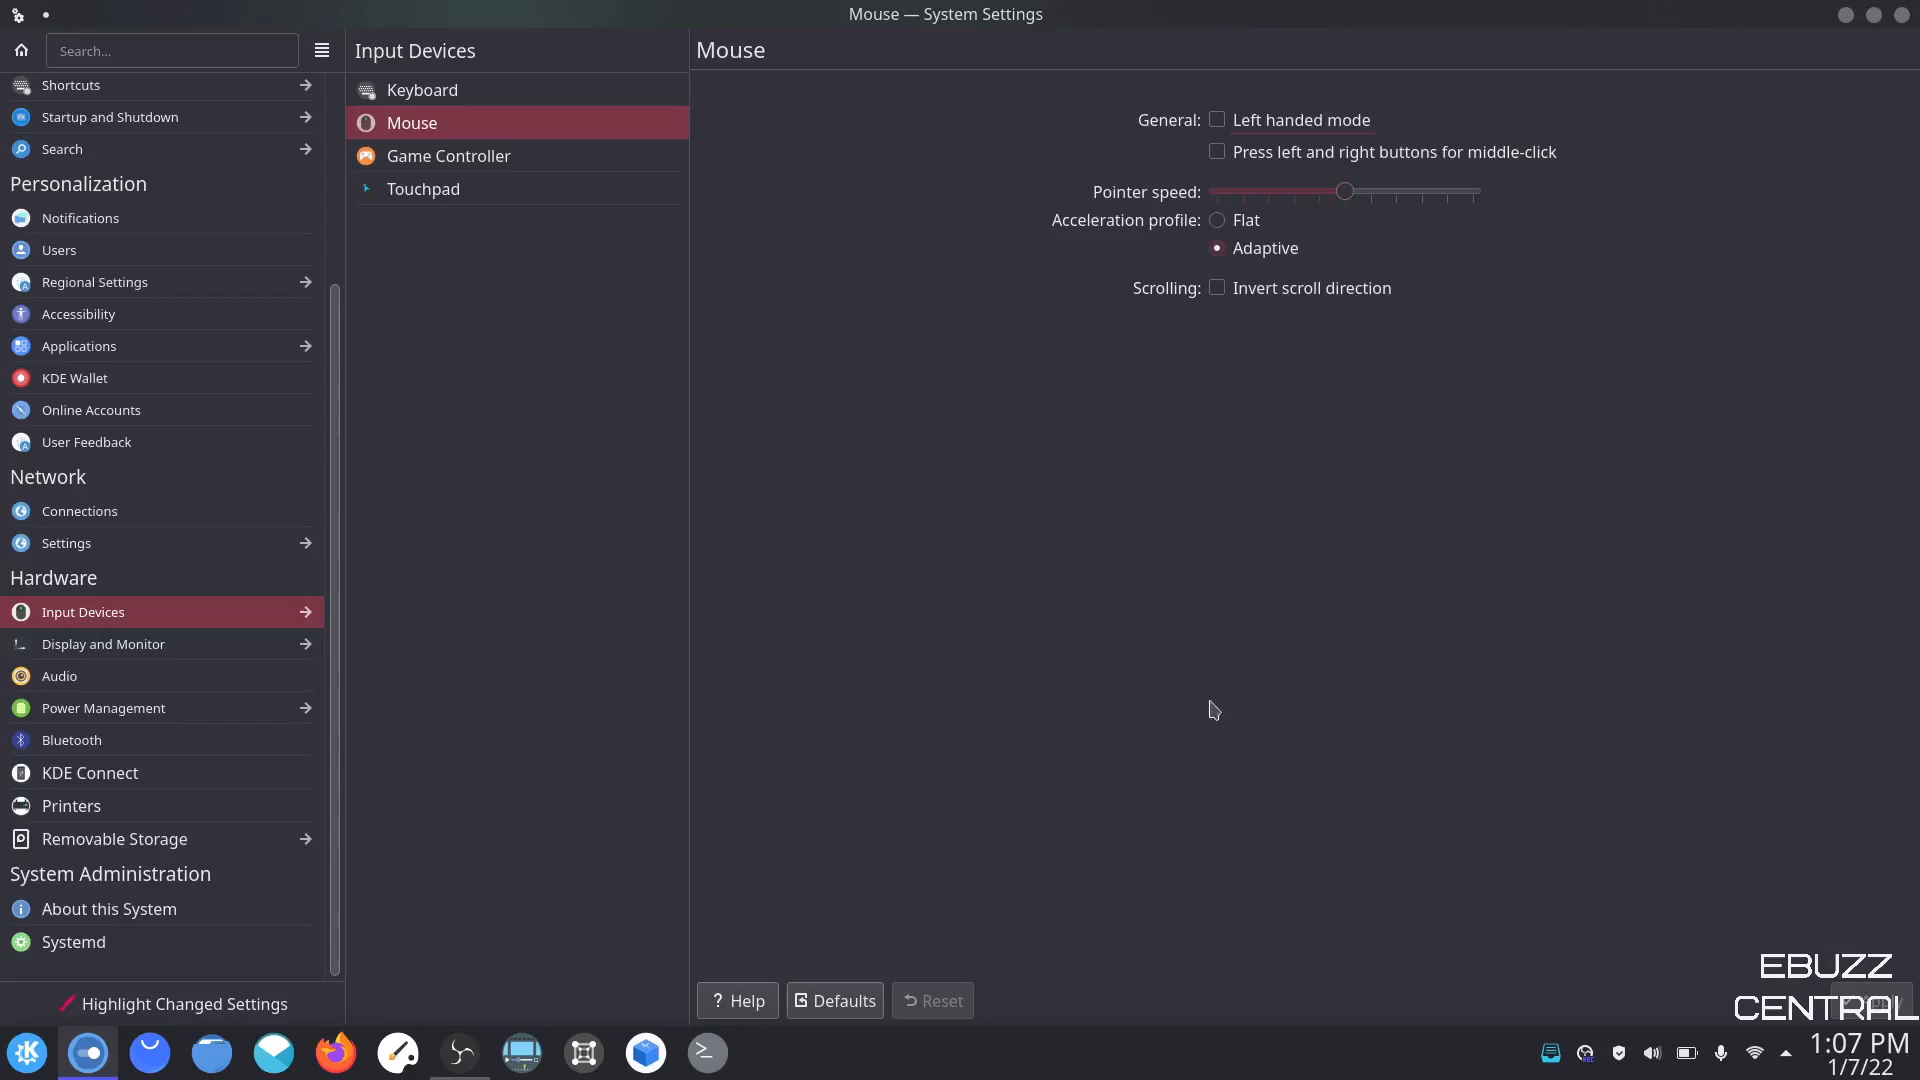 Mouse — System Settings
Search...
Shortcuts
Startup and Shutdown
Search
Personalization
Notifications
Users
Regional Settings
Accessibility
Applications
KDE Wallet
Online Accounts
User Feedback
Network
Connections
Settings
Hardware
Input Devices
Display and Monitor
Audio
Power Management
Bluetooth
KDE Connect
Printers
Removable Storage
System Administration
About this System
Systemd
Highlight Changed Settings
Input Devices
Keyboard
Mouse
Game Controller
Touchpad
Mouse
General: Left handed mode
Press left and right buttons for middle-click
Pointer speed:
Acceleration profile: Flat
Adaptive
Scrolling: Invert scroll direction
? Help Defaults Reset
EBUZZ
CENTRAL
1:07 PM
1/7/22